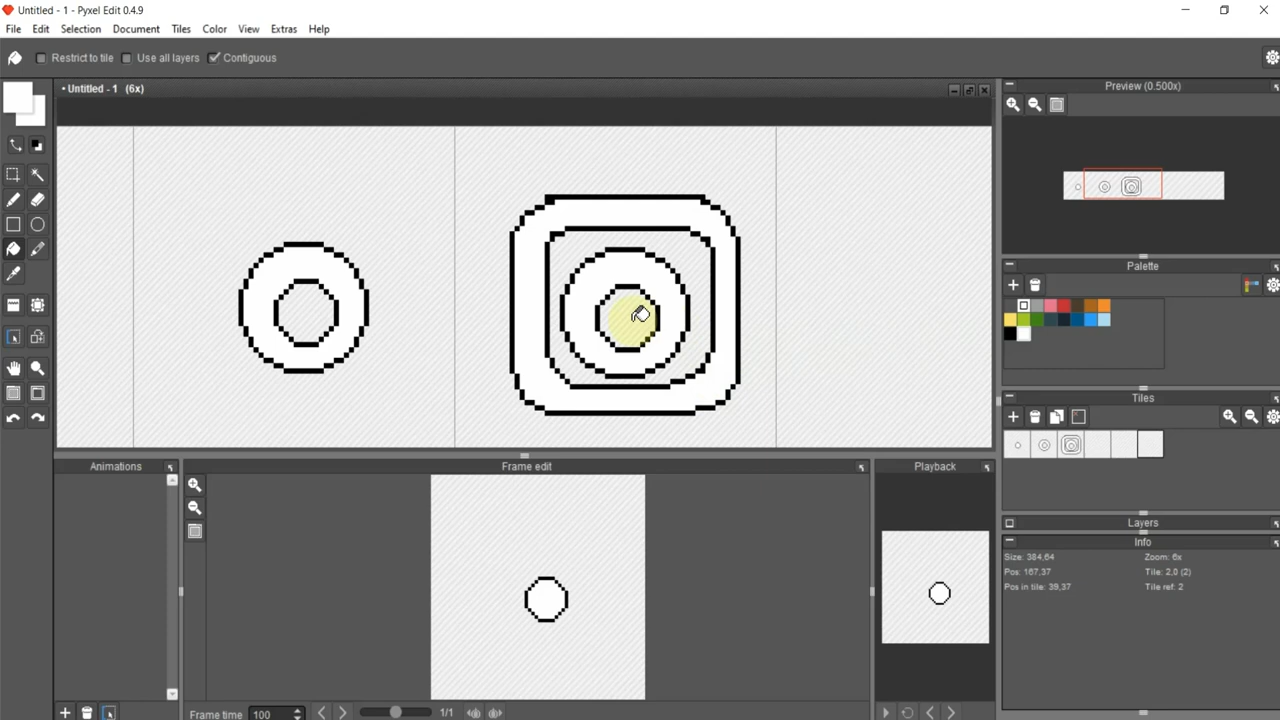 Untitled - 1 - Pyxel Edit 0.4.9
File Edit Selection Document Tiles Color View Extras Help
Restrict to tile Use all layers Contiguous
• Untitled - 1 (6x)
Preview (0.500x)
Palette
Tiles
Layers
Info
Size: 384,64 Zoom: 6x
Pos: 167,37 Tile: 2,0 (2)
Pos in tile: 39,37 Tile ref: 2
Animations
Frame edit
Playback
Frame time 100 1/1